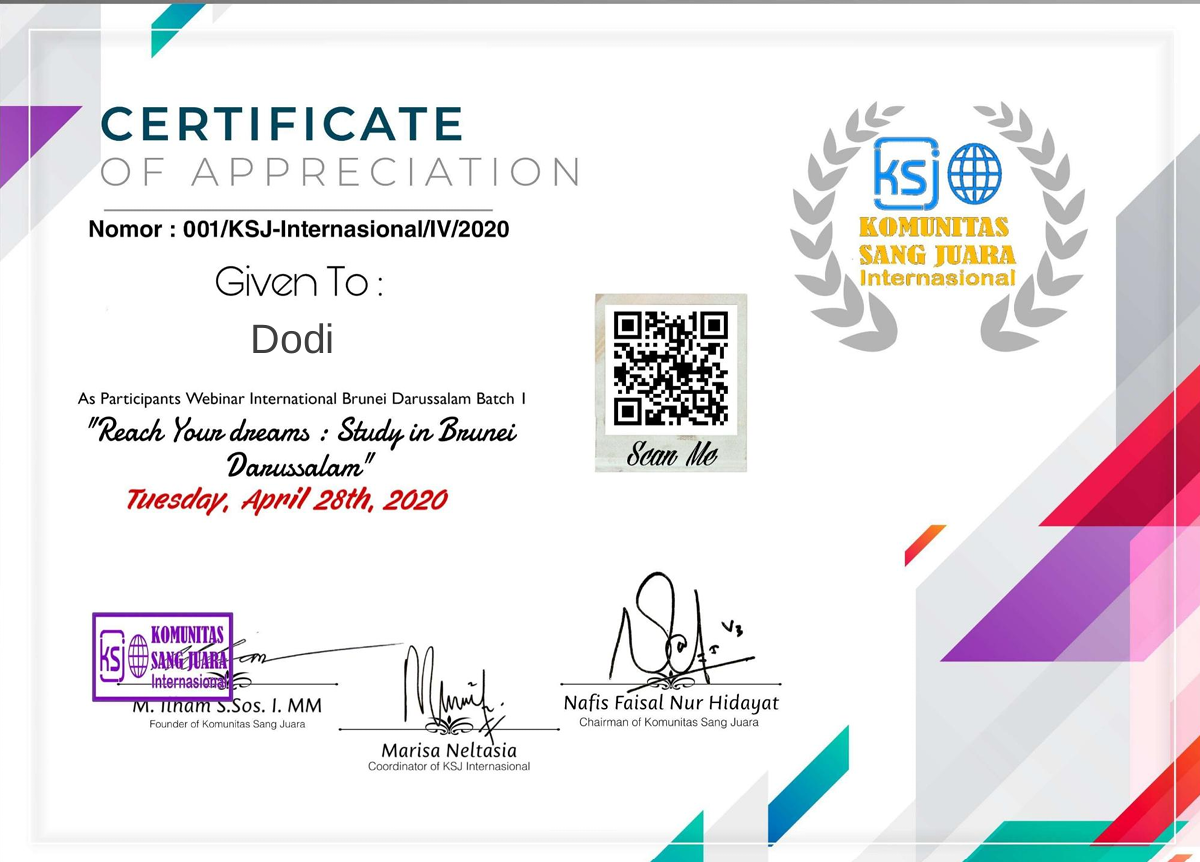 CERTIFICATE
OF APPRECIATION
Nomor : 001/KSJ-Internasional/IV/2020
Given To :
Dodi
As Participants Webinar International Brunei Darussalam Batch 1
"Reach Your dreams : Study in Brunei
Darussalam"
Tuesday, April 28th, 2020
ksj
KOMUNITAS
SANG JUARA
Internasional
Scan Me
ksj
KOMUNITAS
SANG JUARA
Internasional
M. Ilham S.Sos. I. MM
Founder of Komunitas Sang Juara
Marisa Neltasia
Coordinator of KSJ Internasional
Nafis Faisal Nur Hidayat
Chairman of Komunitas Sang Juara